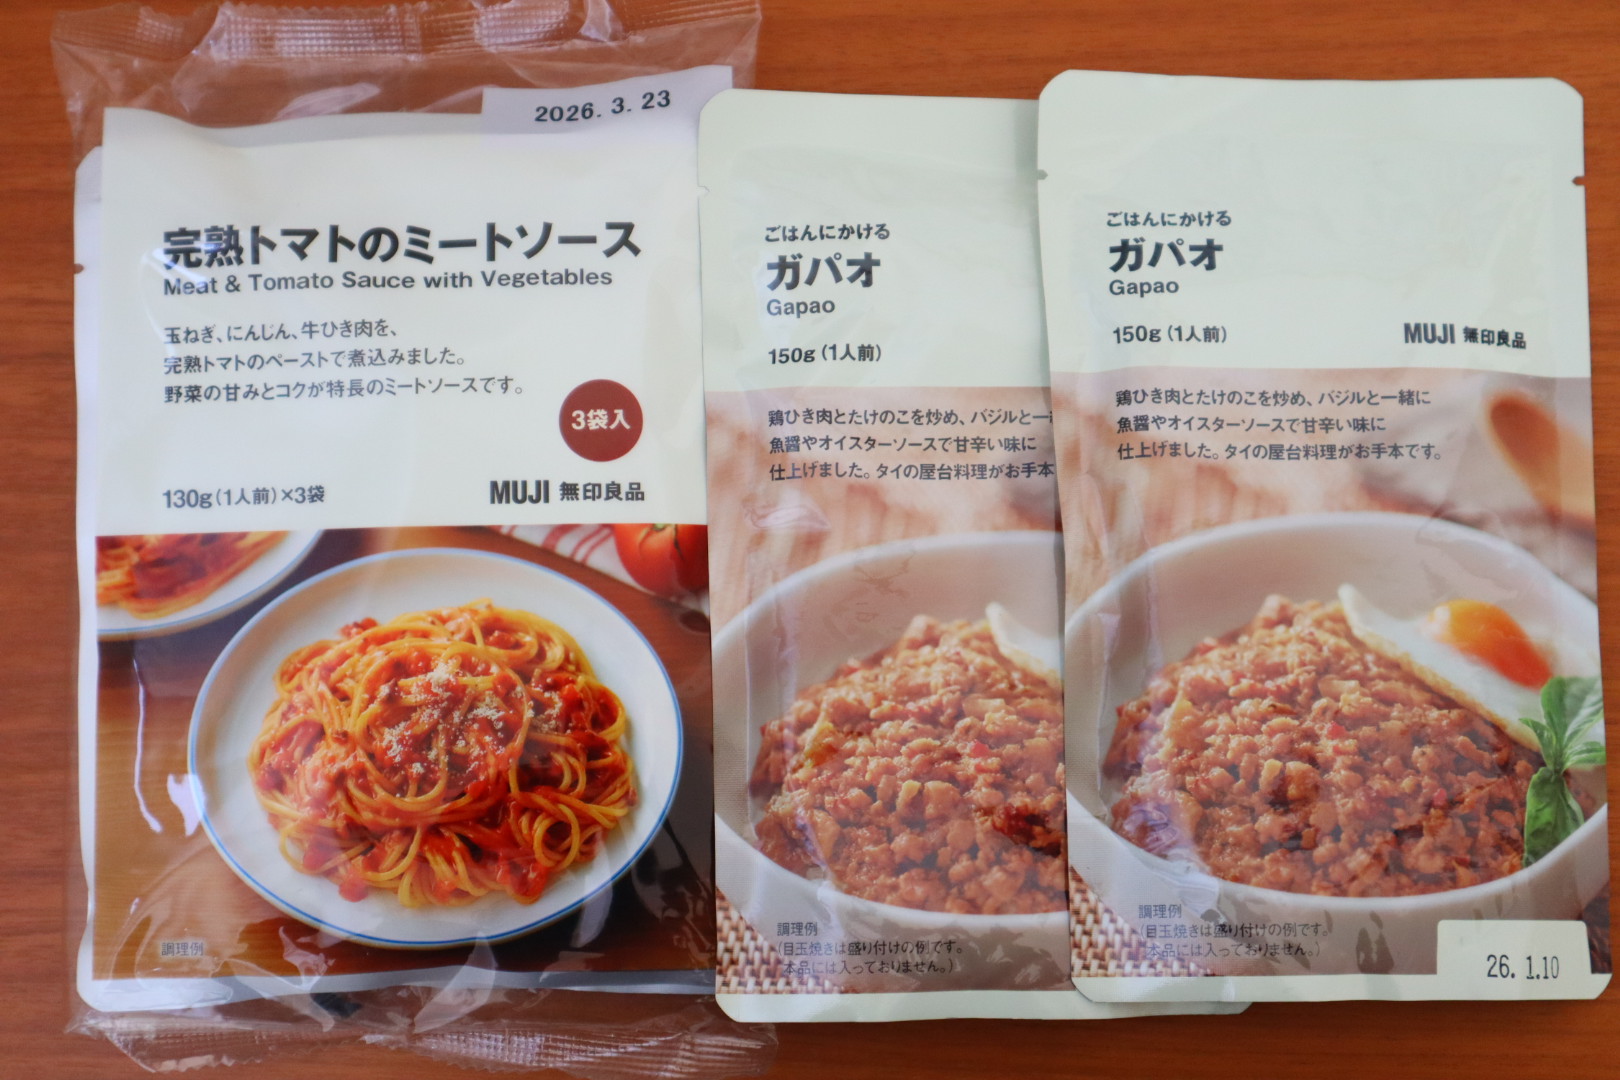 2026. 3. 23
完熟トマトのミートソース
Meat & Tomato Sauce with Vegetables
玉ねぎ、にんじん、牛ひき肉を、
完熟トマトのペーストで煮込みました。
野菜の甘みとコクが特長のミートソースです。
3袋入
130g(1人前)×3袋
MUJI 無印良品
調理例
ごはんにかける
ガパオ
Gapao
150g(1人前)
鶏ひき肉とたけのこを炒め、バジルと一
魚醤やオイスターソースで甘辛い味に
仕上げました。タイの屋台料理がお手本
調理例
(目玉焼きは盛り付けの例です。
本品には入っておりません。)
ごはんにかける
ガパオ
Gapao
150g(1人前)
MUJI 無印良品
鶏ひき肉とたけのこを炒め、バジルと一緒に
魚醤やオイスターソースで甘辛い味に
仕上げました。タイの屋台料理がお手本です。
調理例
(目玉焼きは盛り付けの例です。
本品には入っておりません。)
26. 1.10